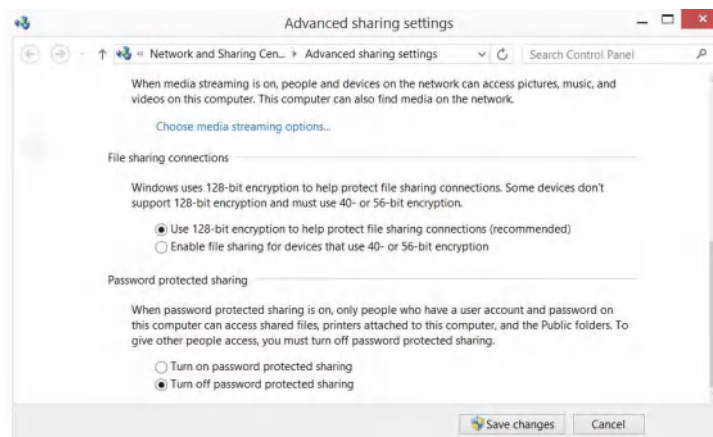 Advanced sharing settings
« Network and Sharing Cen... Advanced sharing settings Search Control Panel
When media streaming is on, people and devices on the network can access pictures, music, and
videos on this computer. This computer can also find media on the network.
Choose media streaming options...
File sharing connections
Windows uses 128-bit encryption to help protect file sharing connections. Some devices don't
support 128-bit encryption and must use 40- or 56-bit encryption.
Use 128-bit encryption to help protect file sharing connections (recommended)
Enable file sharing for devices that use 40- or 56-bit encryption
Password protected sharing
When password protected sharing is on, only people who have a user account and password on
this computer can access shared files, printers attached to this computer, and the Public folders. To
give other people access, you must turn off password protected sharing.
Turn on password protected sharing
Turn off password protected sharing
Save changes Cancel